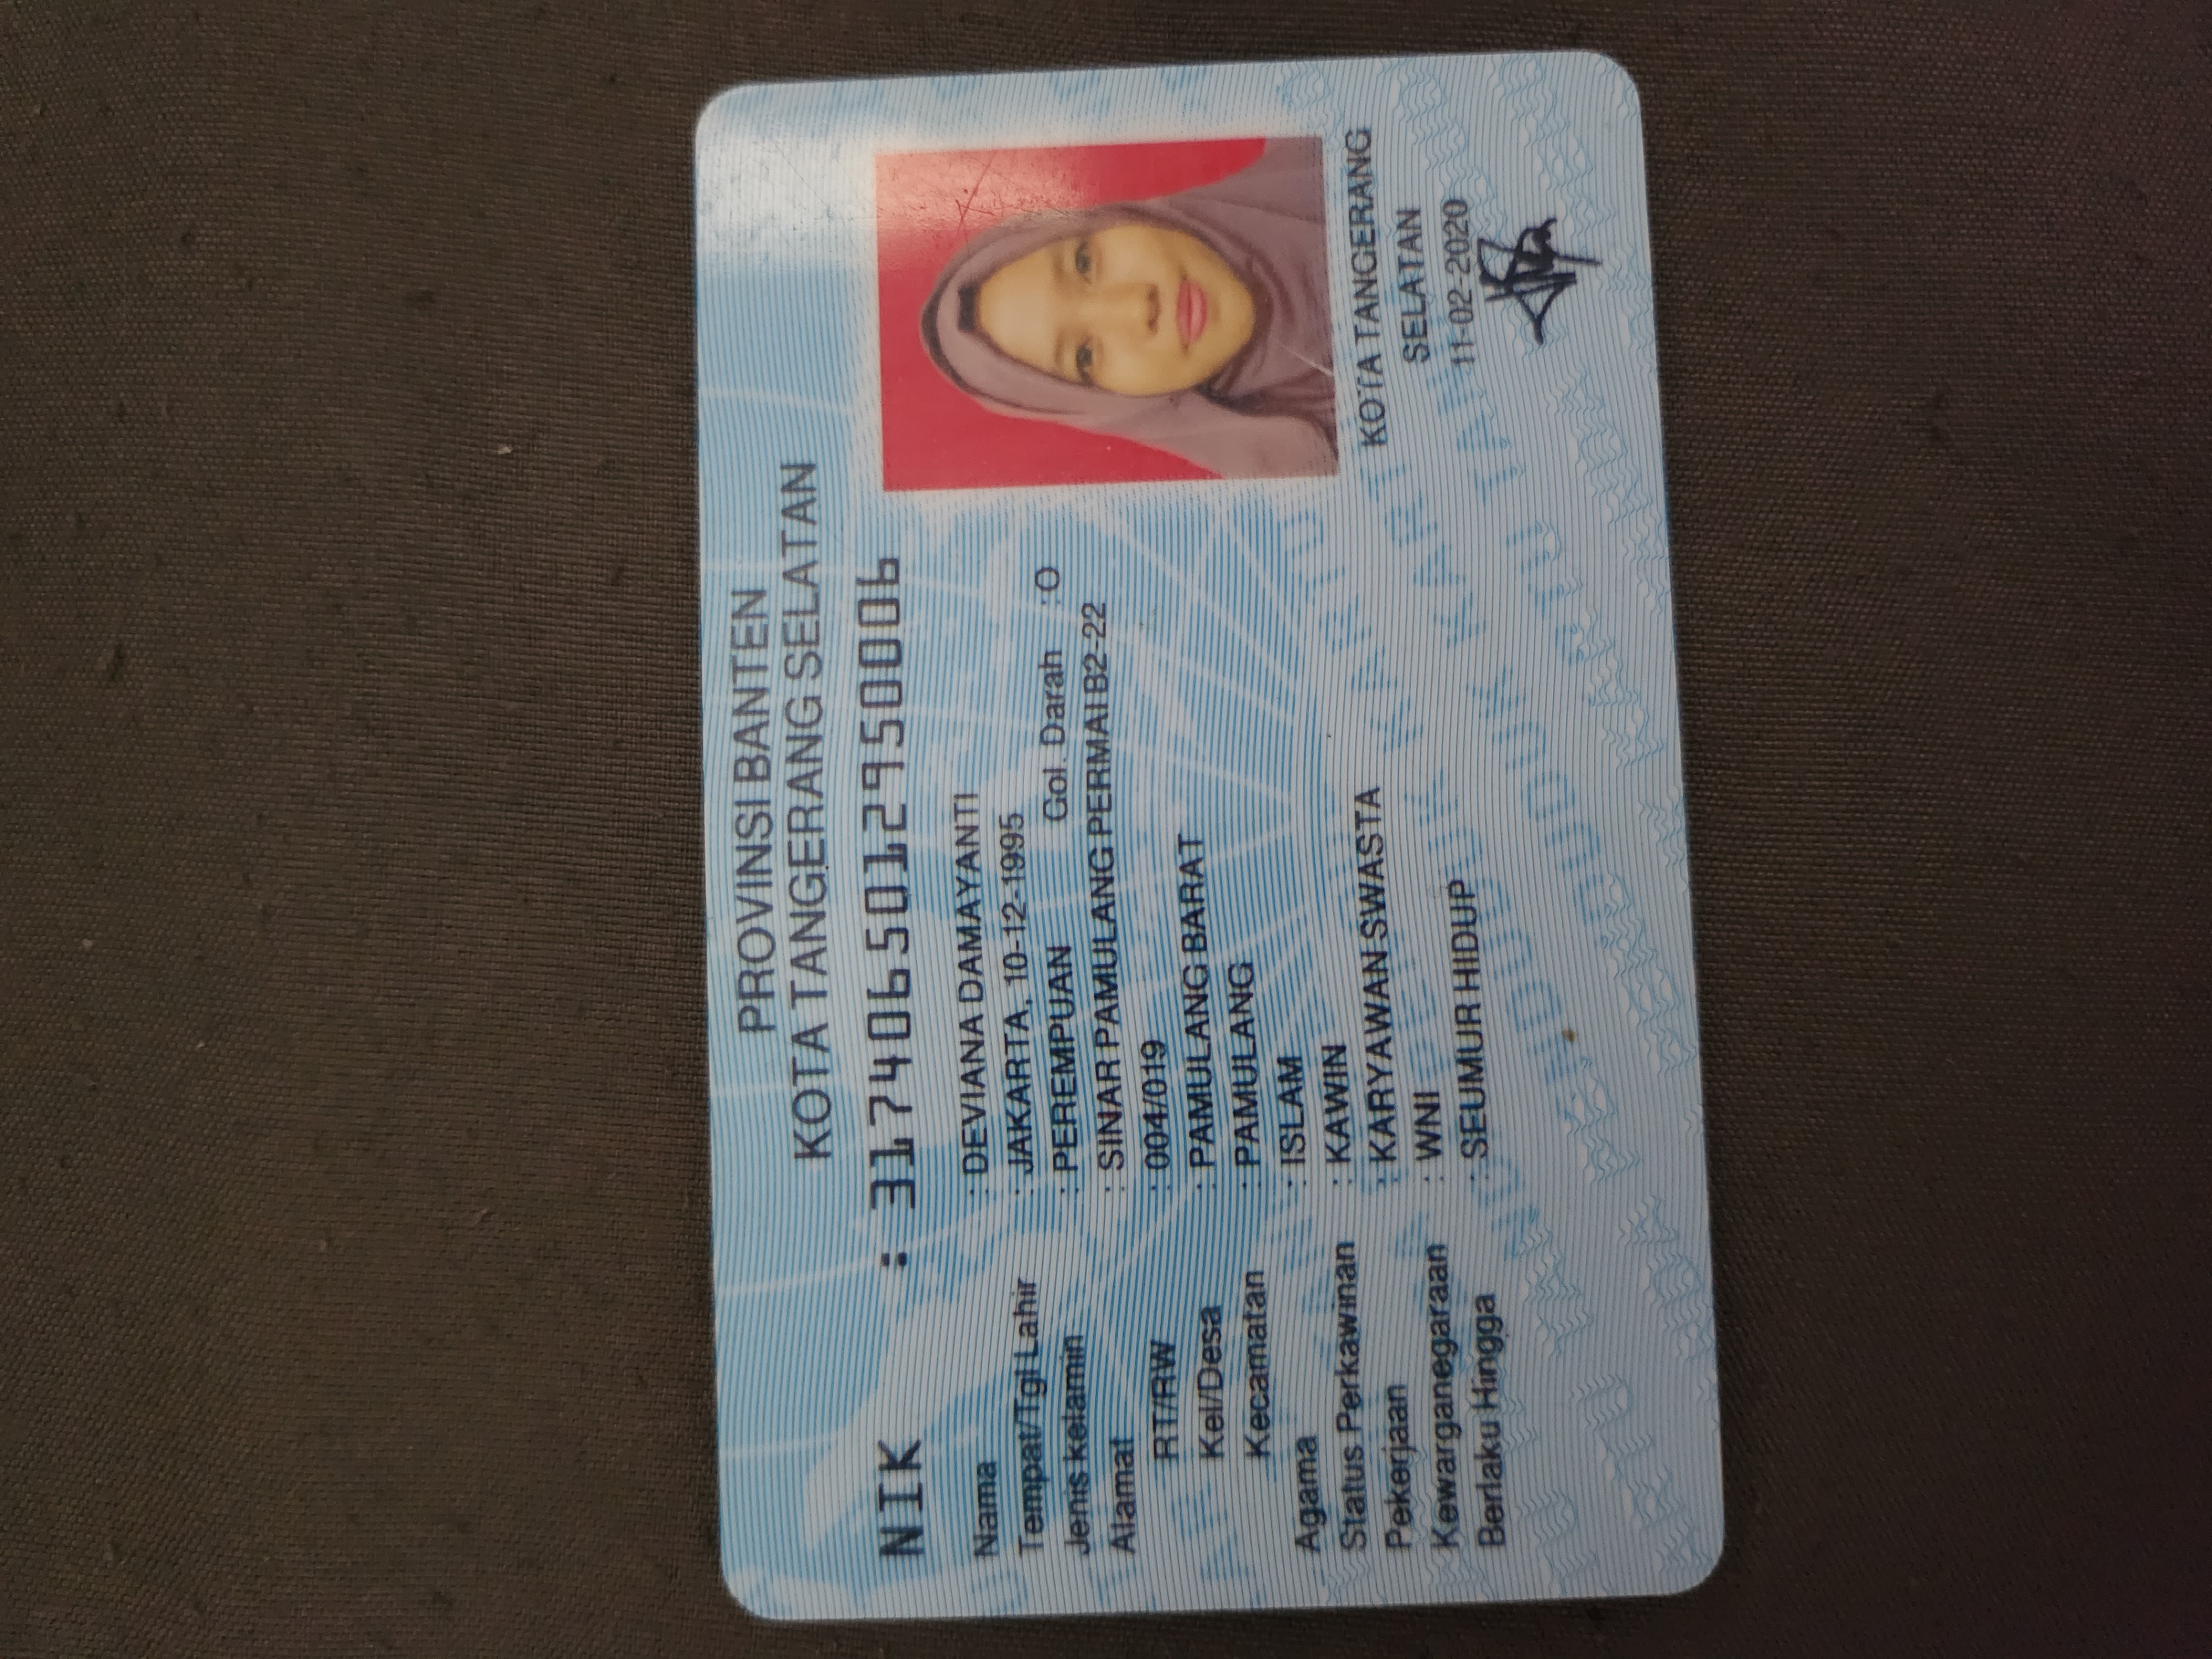 PROVINSI BANTEN
KOTA TANGERANG SELATAN
NIK : 3174065012950006
Nama : DEVIANA DAMAYANTI
Tempat/Tgl Lahir : JAKARTA, 10-12-1995
Jenis kelamin : PEREMPUAN Gol. Darah : O
Alamat : SINAR PAMULANG PERMAI B2-22
RT/RW : 004/019
Kel/Desa : PAMULANG BARAT
Kecamatan : PAMULANG
Agama : ISLAM
Status Perkawinan : KAWIN
Pekerjaan : KARYAWAN SWASTA
Kewarganegaraan : WNI
Berlaku Hingga : SEUMUR HIDUP
KOTA TANGERANG
SELATAN
11-02-2020